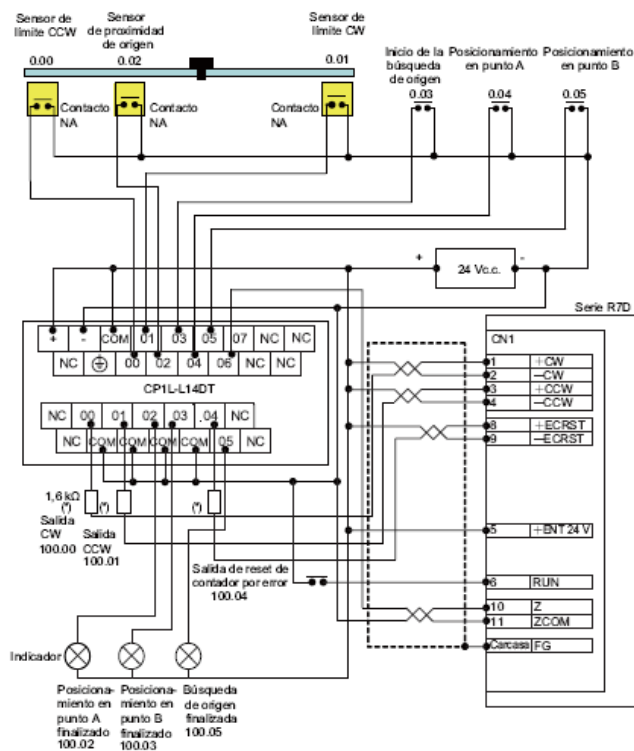 Sensor de
límite CCW
0.00
Sensor
de proximidad
de origen
0.02
Sensor de
límite CW
0.01
Inicio de la
búsqueda
de origen
0.03
Posicionamiento
en punto A
0.04
Posicionamiento
en punto B
0.05
Contacto
NA
Contacto
NA
Contacto
NA
+
24 Vc.c.
-
Serie R7D
+ - COM 01 03 05 07 NC NC
NC 00 02 04 06 NC NC
CP1L-L14DT
NC 00 01 02 03 .04 NC
NC COM COM COM COM 05 NC
CN1
1 +CW
2 −CW
3 +CCW
4 −CCW
8 +ECRST
9 −ECRST
5 +ENT 24 V
6 RUN
10 Z
11 ZCOM
Carcasa FG
1,6 kΩ
(*)
(*)
(*)
Salida
CW
100.00
Salida
CCW
100.01
Salida de reset de
contador por error
100.04
Indicador
Posiciona-
miento en
punto A
finalizado
100.02
Posiciona-
miento en
punto B
finalizado
100.03
Búsqueda
de origen
finalizada
100.05